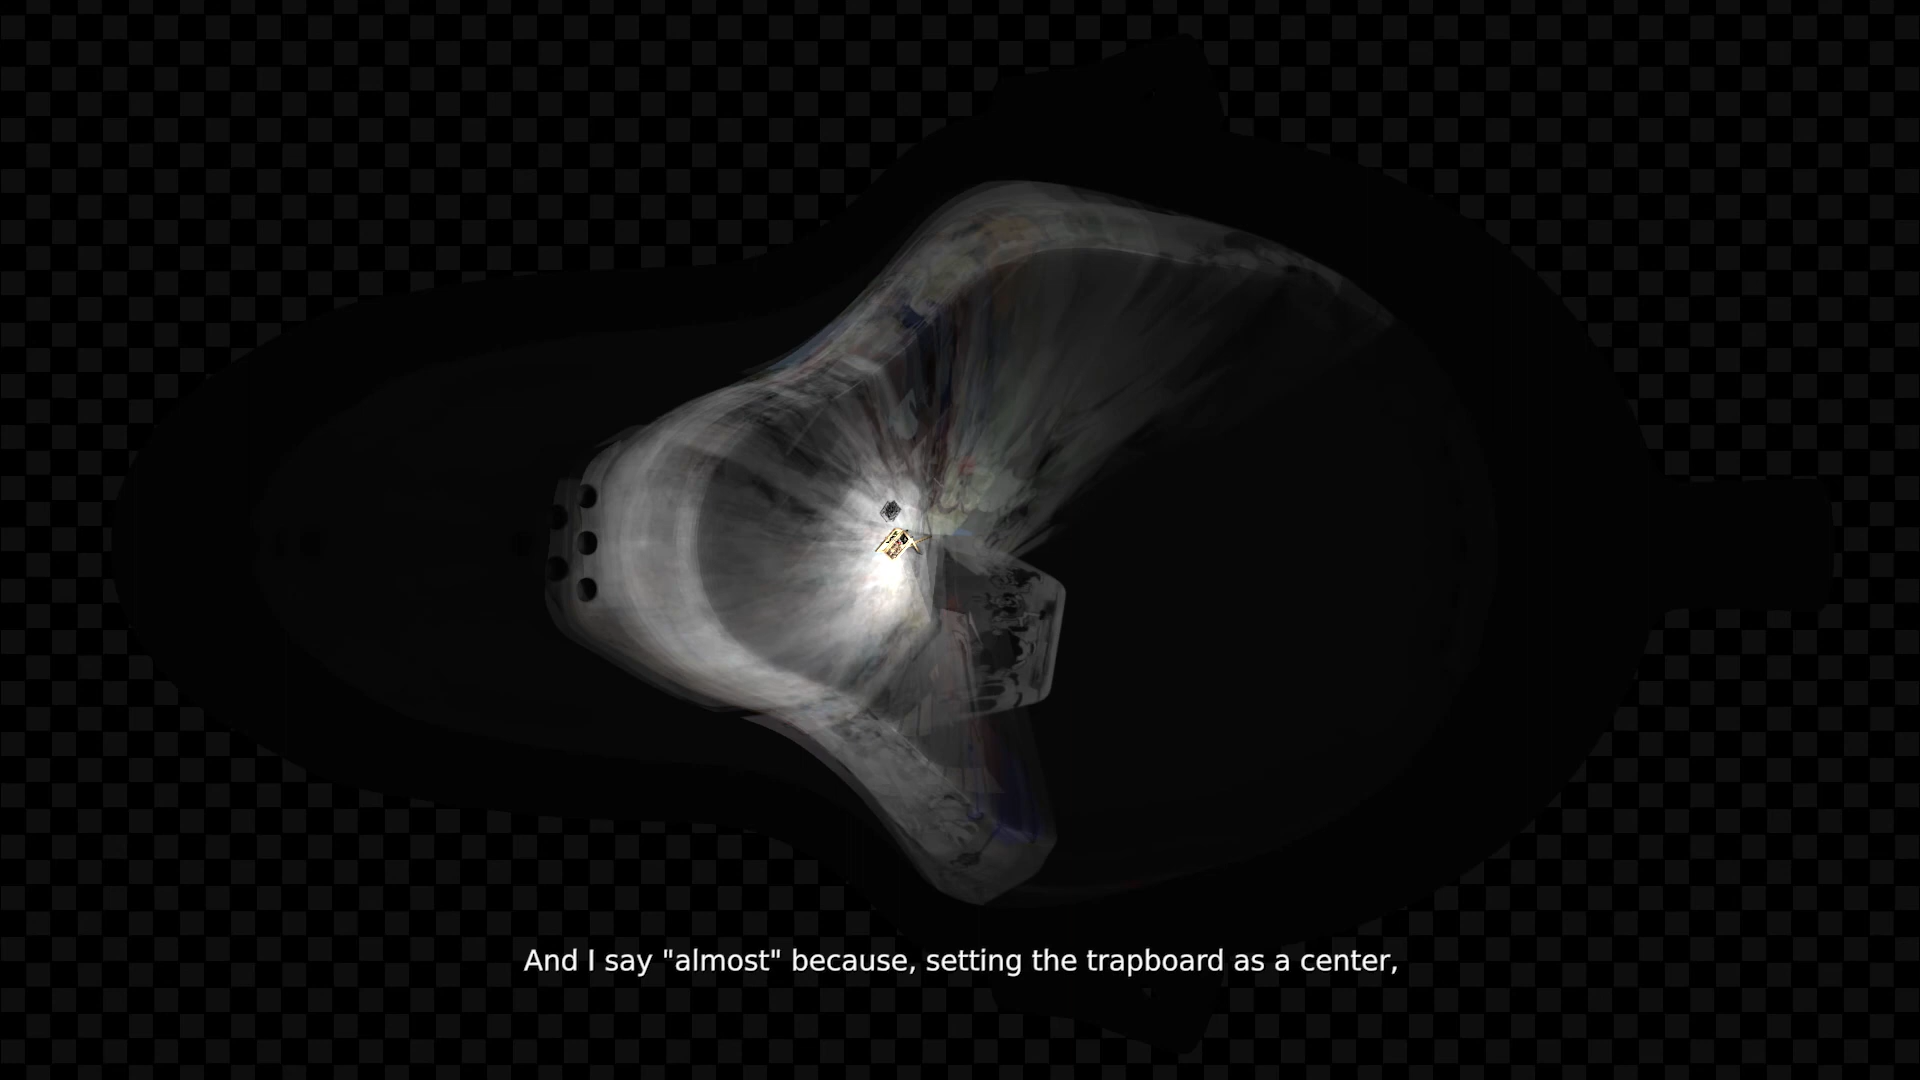 And I say "almost" because, setting the trapboard as a center,